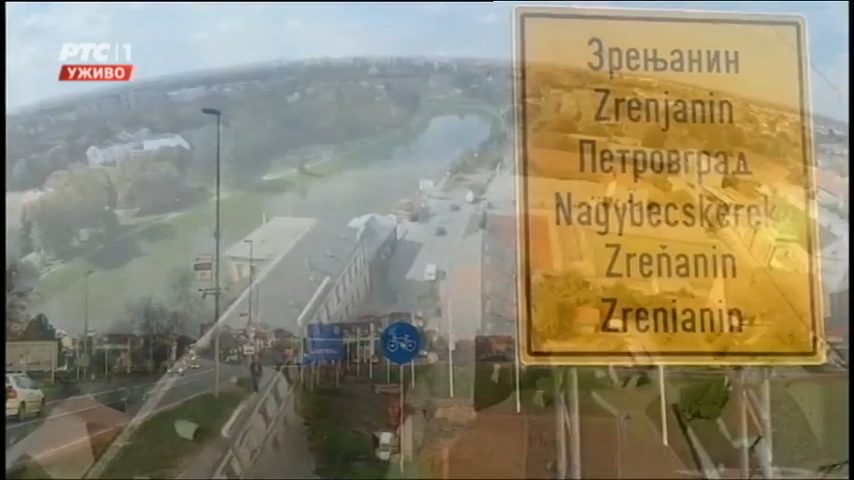 РТС 1
УЖИВО
Зрењанин
Zrenjanin
Петровград
Nagybecskerek
Zreňanin
Zrenianin